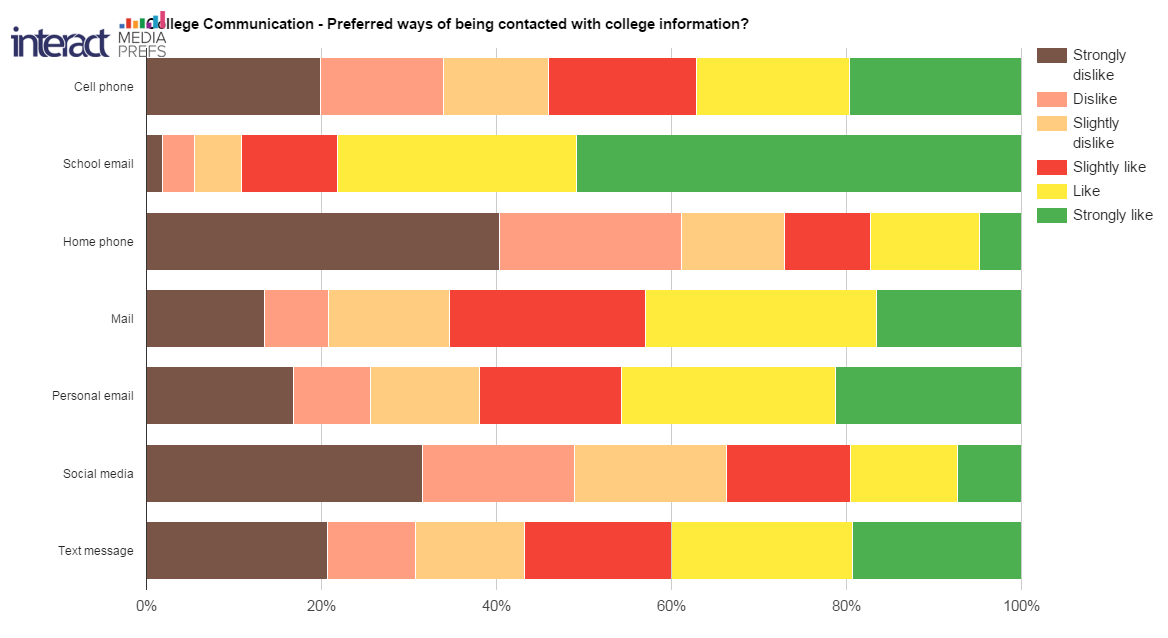 College Communication - Preferred ways of being contacted with college information?
interact
MEDIA
PREFS
Cell phone
School email
Home phone
Mail
Personal email
Social media
Text message
0% 20% 40% 60% 80% 100%
Strongly
dislike
Dislike
Slightly
dislike
Slightly like
Like
Strongly like